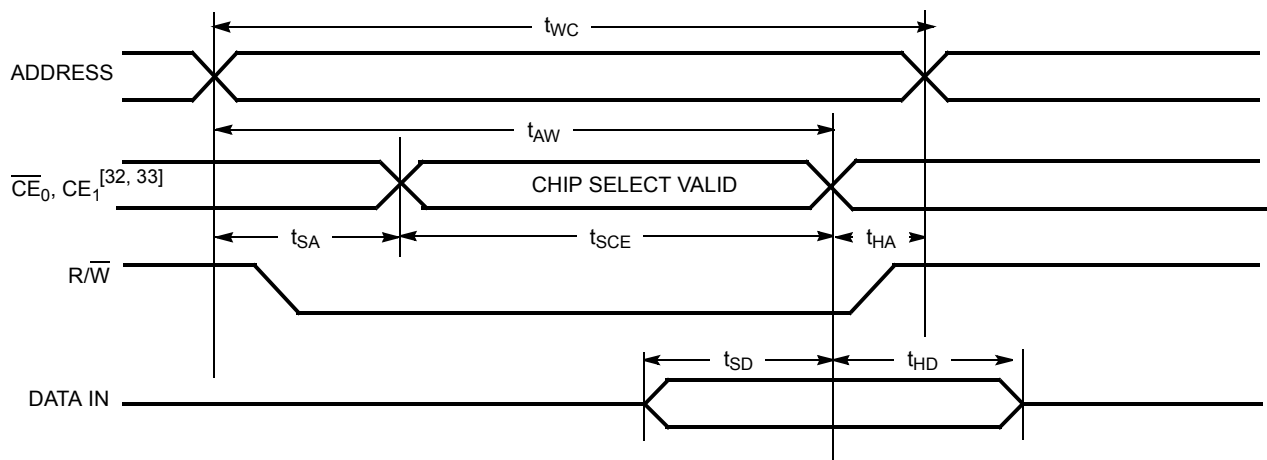 tWC
ADDRESS
tAW
CE0, CE1[32, 33]
CHIP SELECT VALID
tSA
tSCE
tHA
R/W
tSD
tHD
DATA IN